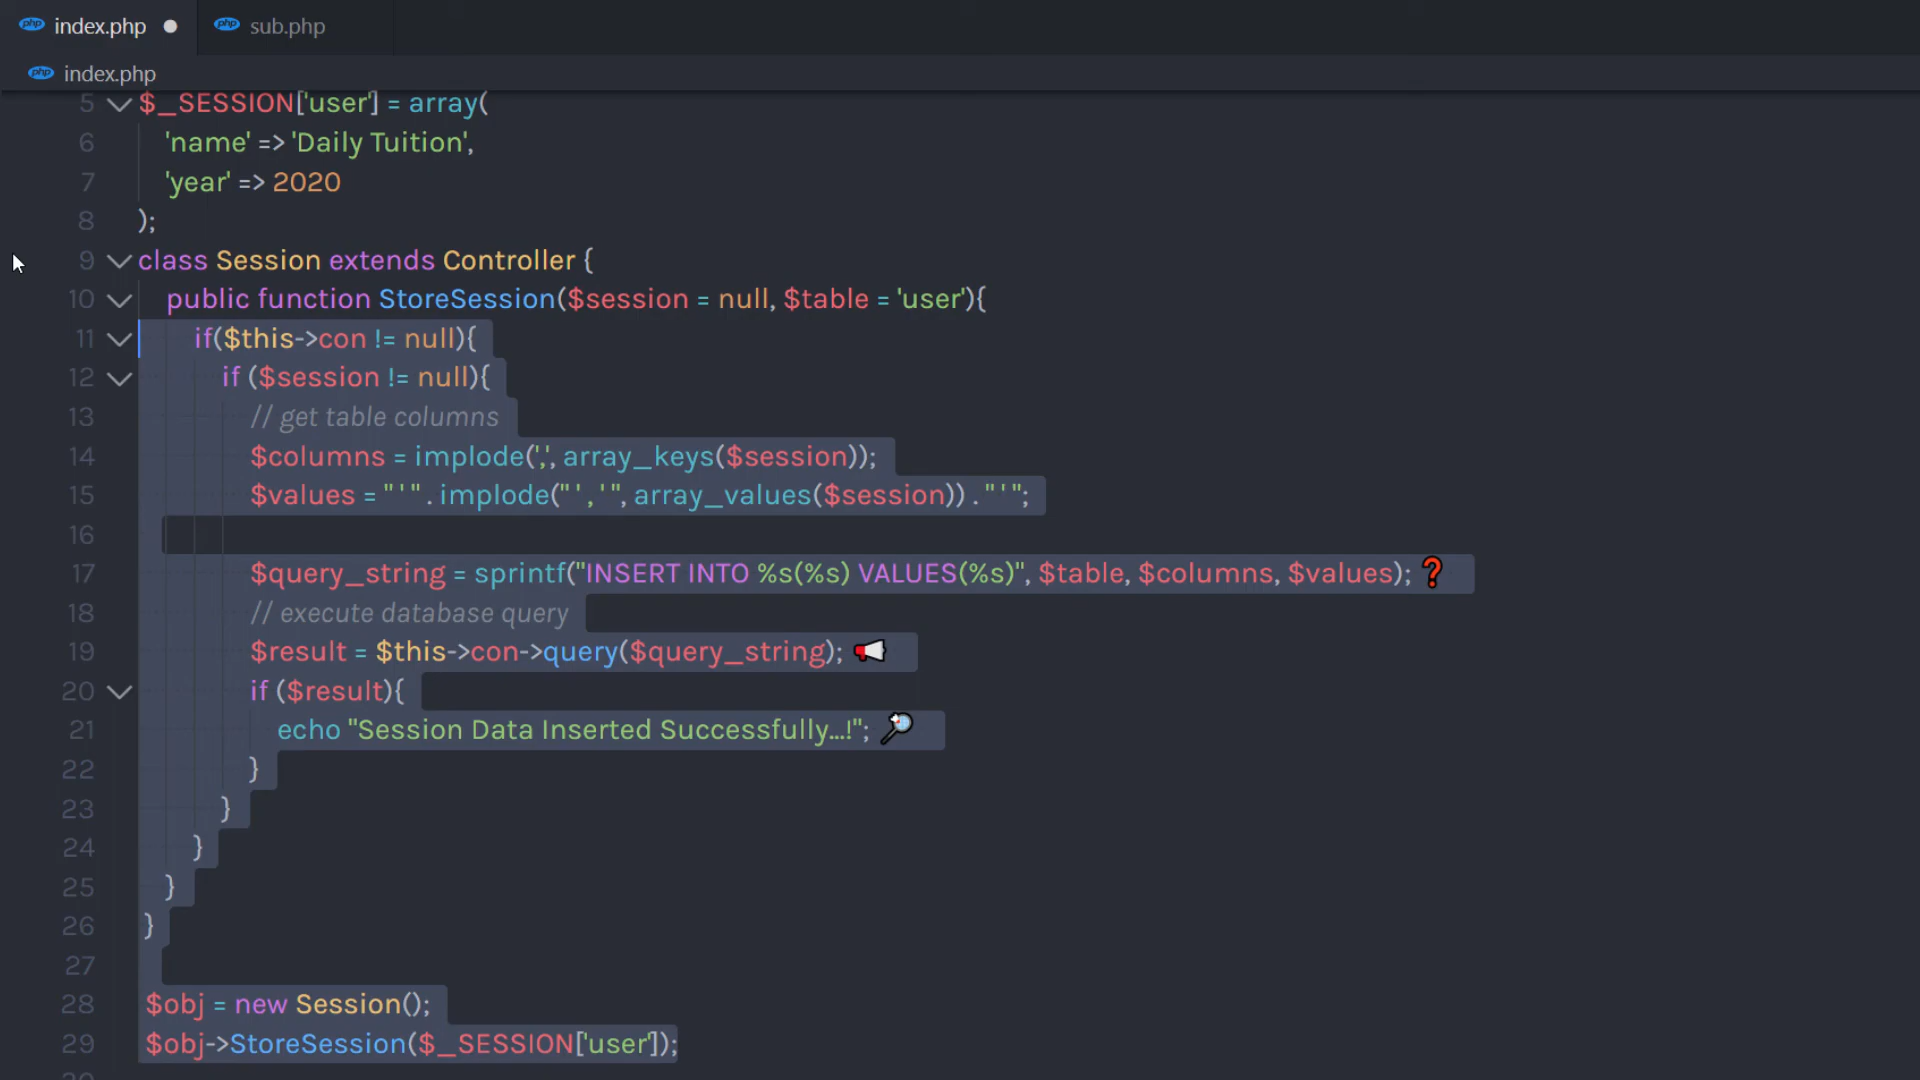 php index.php ● php sub.php
php index.php
5 $_SESSION['user'] = array(
6 'name' => 'Daily Tuition',
7 'year' => 2020
8 );
9 class Session extends Controller {
10 public function StoreSession($session = null, $table = 'user'){
11 if($this->con != null){
12 if ($session != null){
13 // get table columns
14 $columns = implode(',', array_keys($session));
15 $values = "'" . implode("','", array_values($session)) . "'";
16
17 $query_string = sprintf("INSERT INTO %s(%s) VALUES(%s)", $table, $columns, $values); ❓
18 // execute database query
19 $result = $this->con->query($query_string); 📢
20 if ($result){
21 echo "Session Data Inserted Successfully...!"; 🔎
22 }
23 }
24 }
25 }
26 }
27
28 $obj = new Session();
29 $obj->StoreSession($_SESSION['user']);